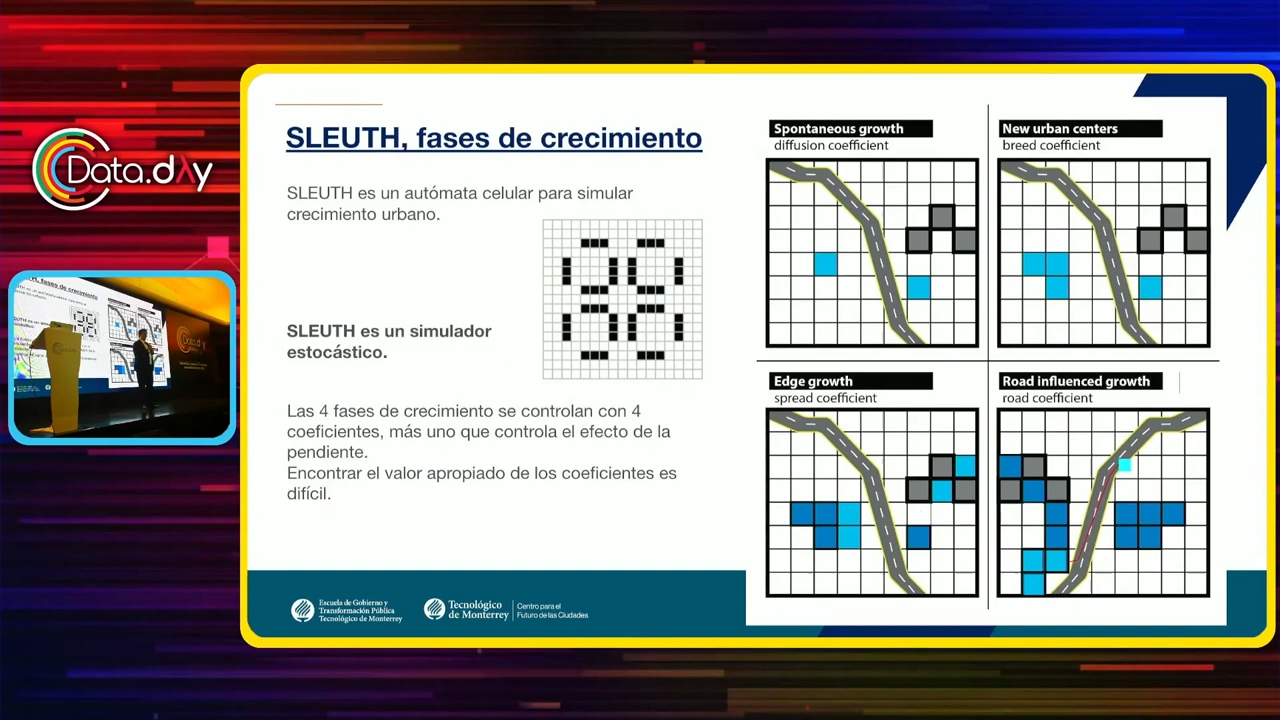 Data.dAy
SLEUTH, fases de crecimiento
SLEUTH es un autómata celular para simular
crecimiento urbano.
SLEUTH es un simulador
estocástico.
Las 4 fases de crecimiento se controlan con 4
coeficientes, más uno que controla el efecto de la
pendiente.
Encontrar el valor apropiado de los coeficientes es
difícil.
Spontaneous growth
diffusion coefficient
New urban centers
breed coefficient
Edge growth
spread coefficient
Road influenced growth
road coefficient
Escuela de Gobierno y
Transformación Pública
Tecnológico de Monterrey
Tecnológico
de Monterrey
Centro para el
Futuro de las Ciudades